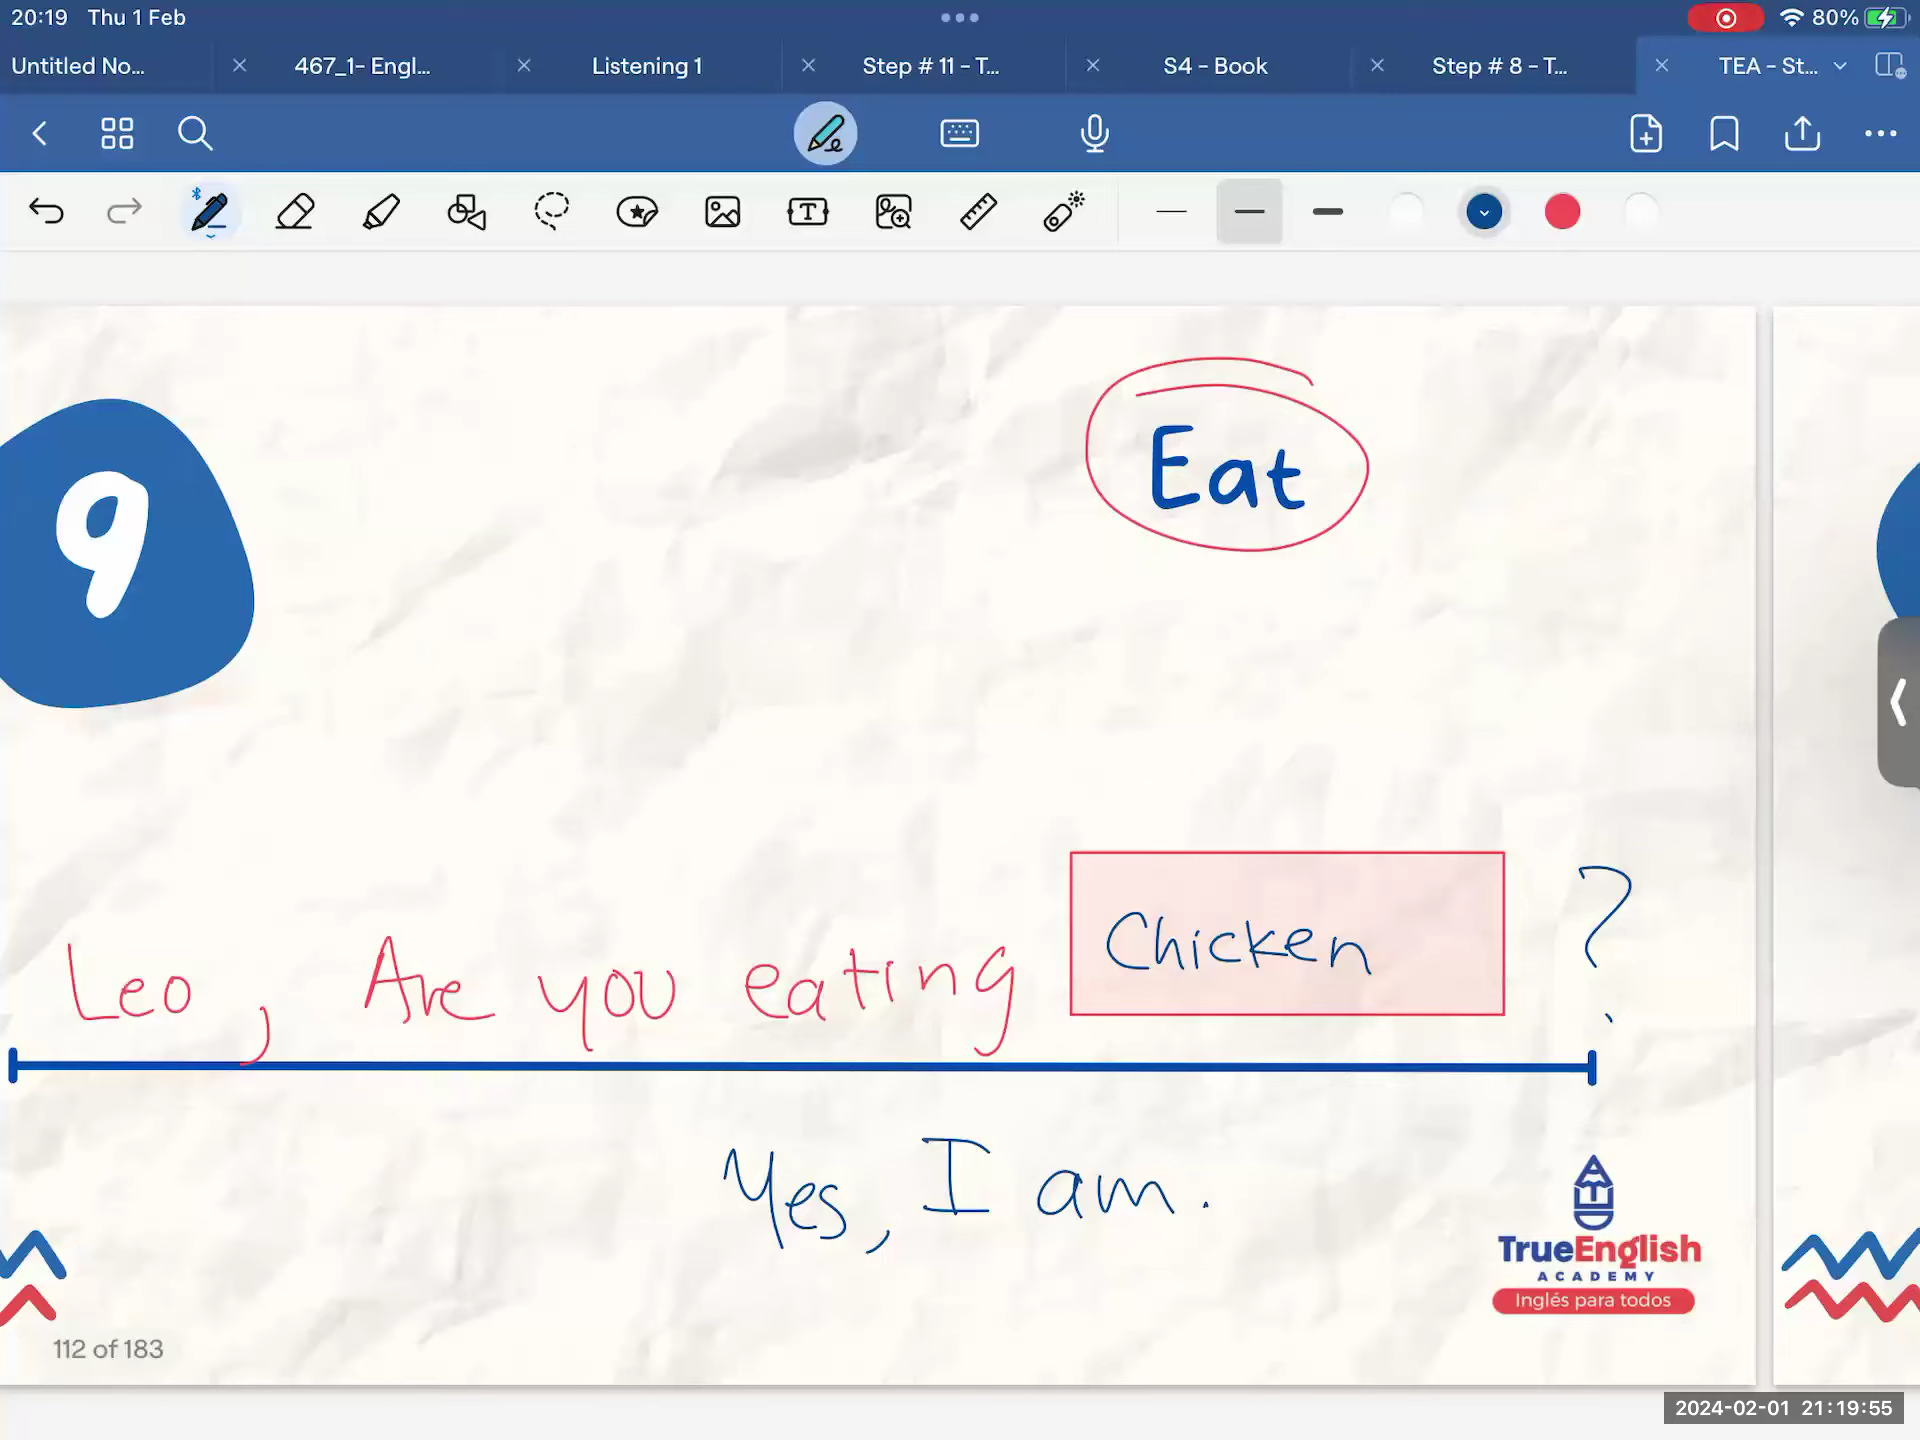 20:19 Thu 1 Feb
80%
Untitled No...
467_1- Engl...
Listening 1
Step # 11 - T...
S4 - Book
Step # 8 - T...
TEA - St...
Eat
9
Leo, Are you eating Chicken ?
Yes, I am.
TrueEnglish
ACADEMY
Inglés para todos
112 of 183
2024-02-01 21:19:55